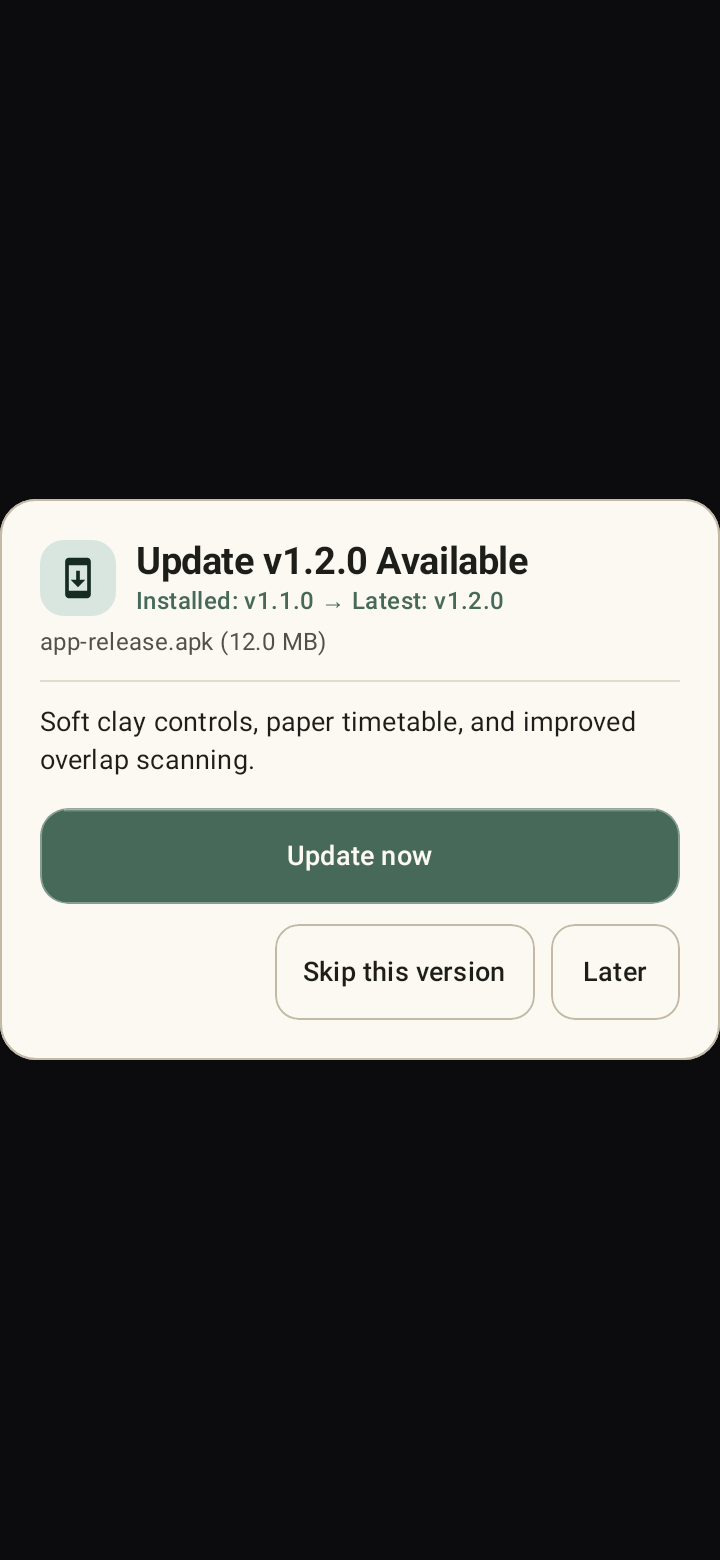 Update v1.2.0 Available
Installed: v1.1.0 → Latest: v1.2.0
app-release.apk (12.0 MB)
Soft clay controls, paper timetable, and improved
overlap scanning.
Update now
Skip this version
Later